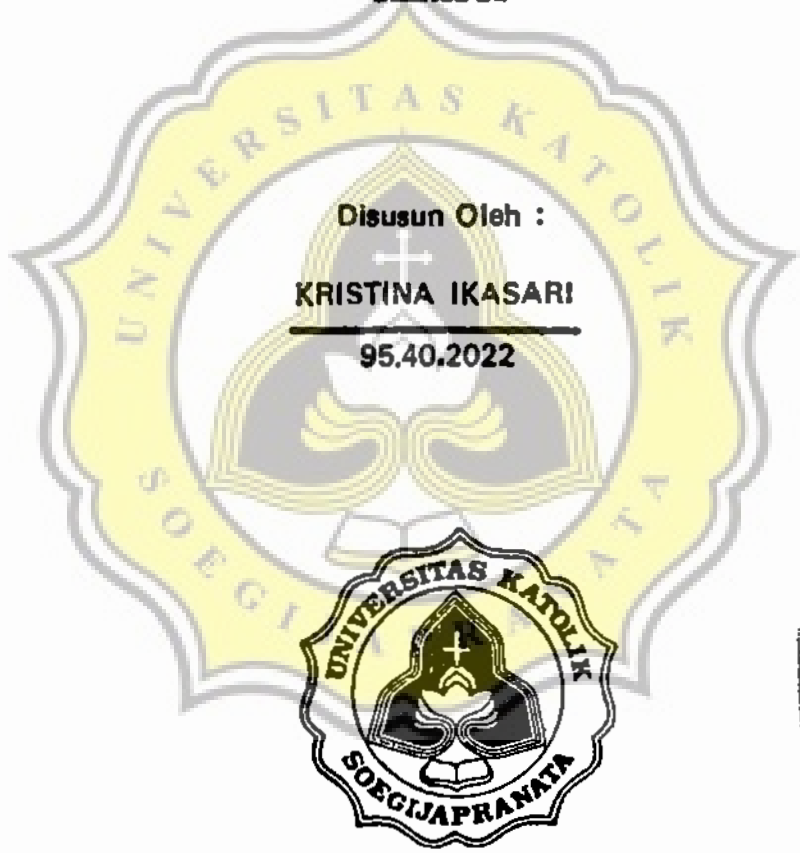 Disusun Oleh :
KRISTINA IKASARI
95.40.2022
UNIVERSITAS KATOLIK
SOEGIJAPRANATA
UNIVERSITAS KATOLIK
SOEGIJAPRANATA